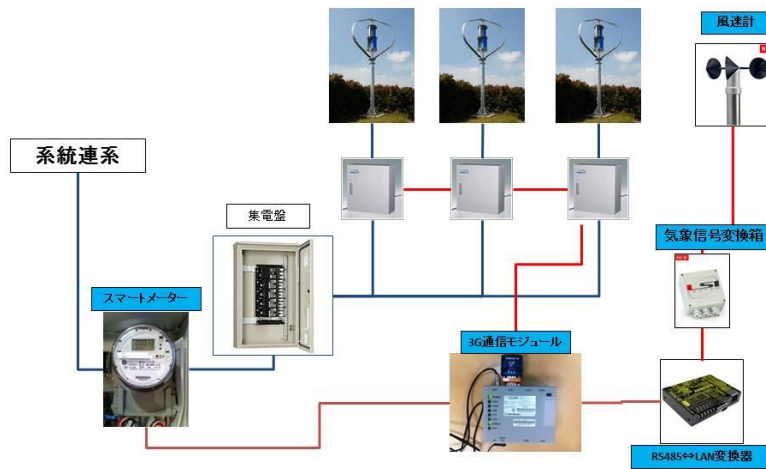 風速計
系統連系
集電盤
気象信号変換箱
スマートメーター
3G通信モジュール
RS485⇔LAN変換器